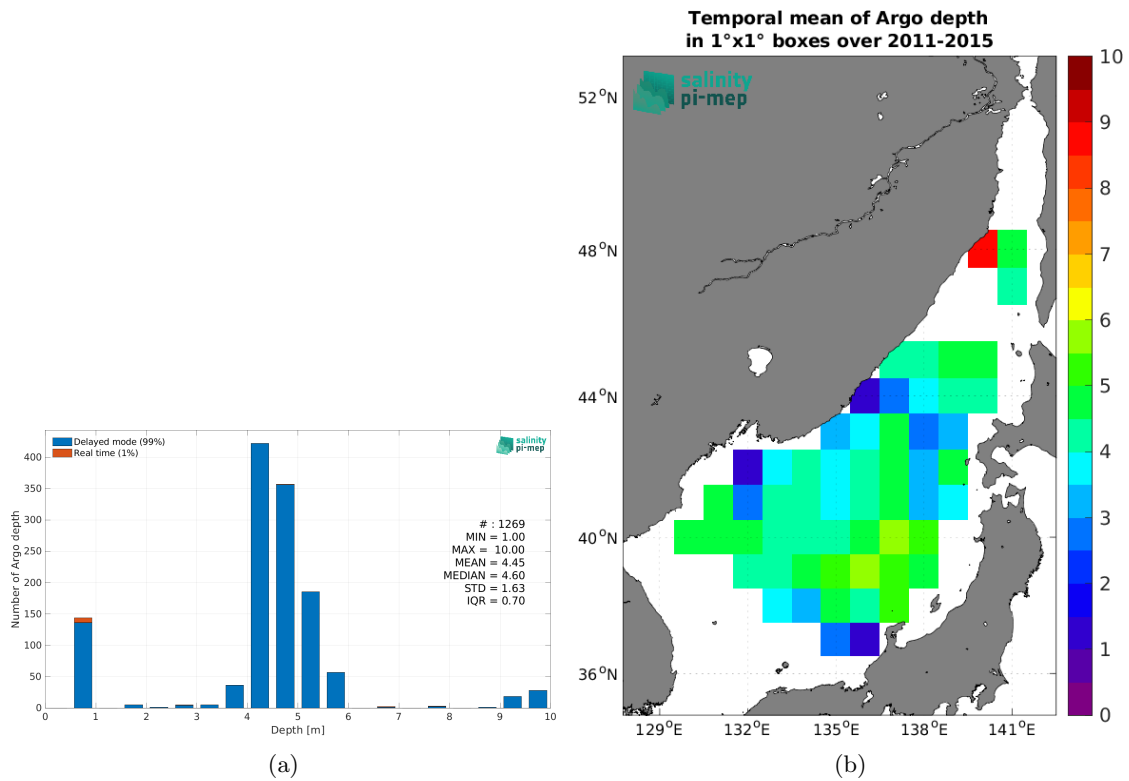 Temporal mean of Argo depth
in 1°x1° boxes over 2011-2015
salinity
pi-mep
52°N
48°N
44°N
40°N
36°N
129°E
132°E
135°E
138°E
141°E
10
9
8
7
6
5
4
3
2
1
0
Delayed mode (99%)
Real time (1%)
salinity
pi-mep
# : 1269
MIN = 1.00
MAX = 10.00
MEAN = 4.45
MEDIAN = 4.60
STD = 1.63
IQR = 0.70
Number of Argo depth
400
350
300
250
200
150
100
50
0
0
1
2
3
4
5
6
7
8
9
10
Depth [m]
(a)
(b)